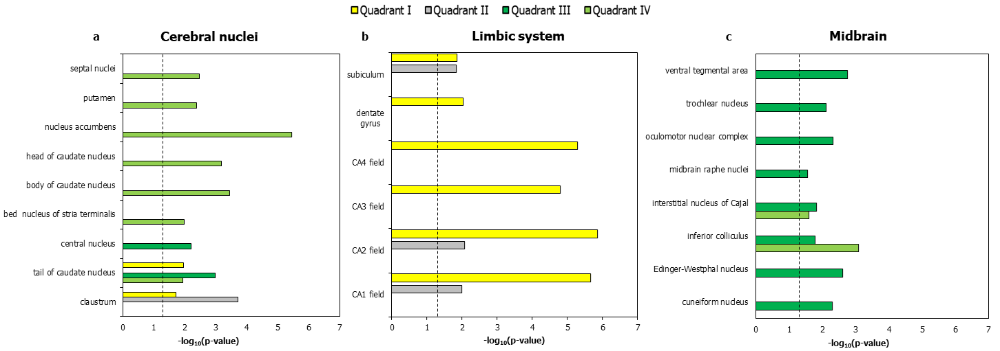 Quadrant I Quadrant II Quadrant III Quadrant IV
a Cerebral nuclei
septal nuclei
putamen
nucleus accumbens
head of caudate nucleus
body of caudate nucleus
bed nucleus of stria terminalis
central nucleus
tail of caudate nucleus
claustrum
0 1 2 3 4 5 6 7
-log10(p-value)
b Limbic system
subiculum
dentate
gyrus
CA4 field
CA3 field
CA2 field
CA1 field
0 1 2 3 4 5 6 7
-log10(p-value)
c Midbrain
ventral tegmental area
trochlear nucleus
oculomotor nuclear complex
midbrain raphe nuclei
interstitial nucleus of Cajal
inferior colliculus
Edinger-Westphal nucleus
cuneiform nucleus
0 1 2 3 4 5 6 7
-log10(p-value)